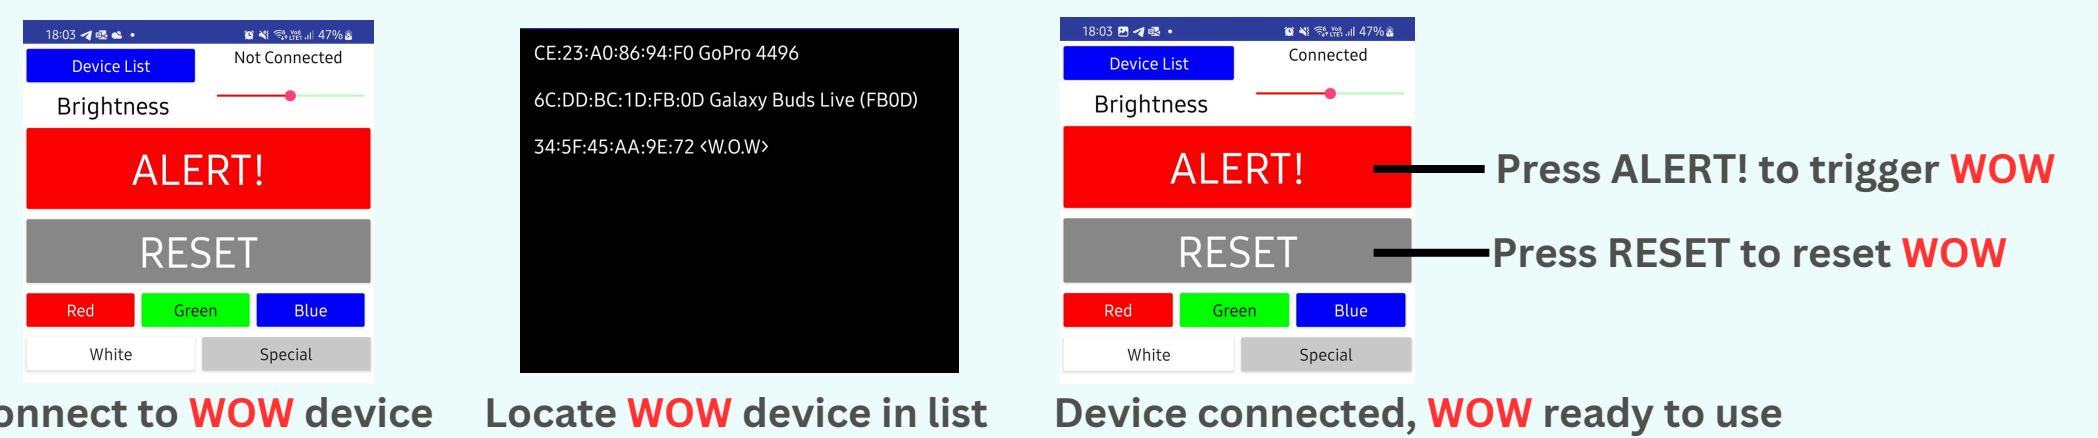 18:03
47%
Device List
Not Connected
Brightness
ALERT!
RESET
Red
Green
Blue
White
Special
onnect to WOW device
CE:23:A0:86:94:F0 GoPro 4496
6C:DD:BC:1D:FB:0D Galaxy Buds Live (FB0D)
34:5F:45:AA:9E:72 <W.O.W>
Locate WOW device in list
18:03
47%
Device List
Connected
Brightness
ALERT!
RESET
Red
Green
Blue
White
Special
Press ALERT! to trigger WOW
Press RESET to reset WOW
Device connected, WOW ready to use